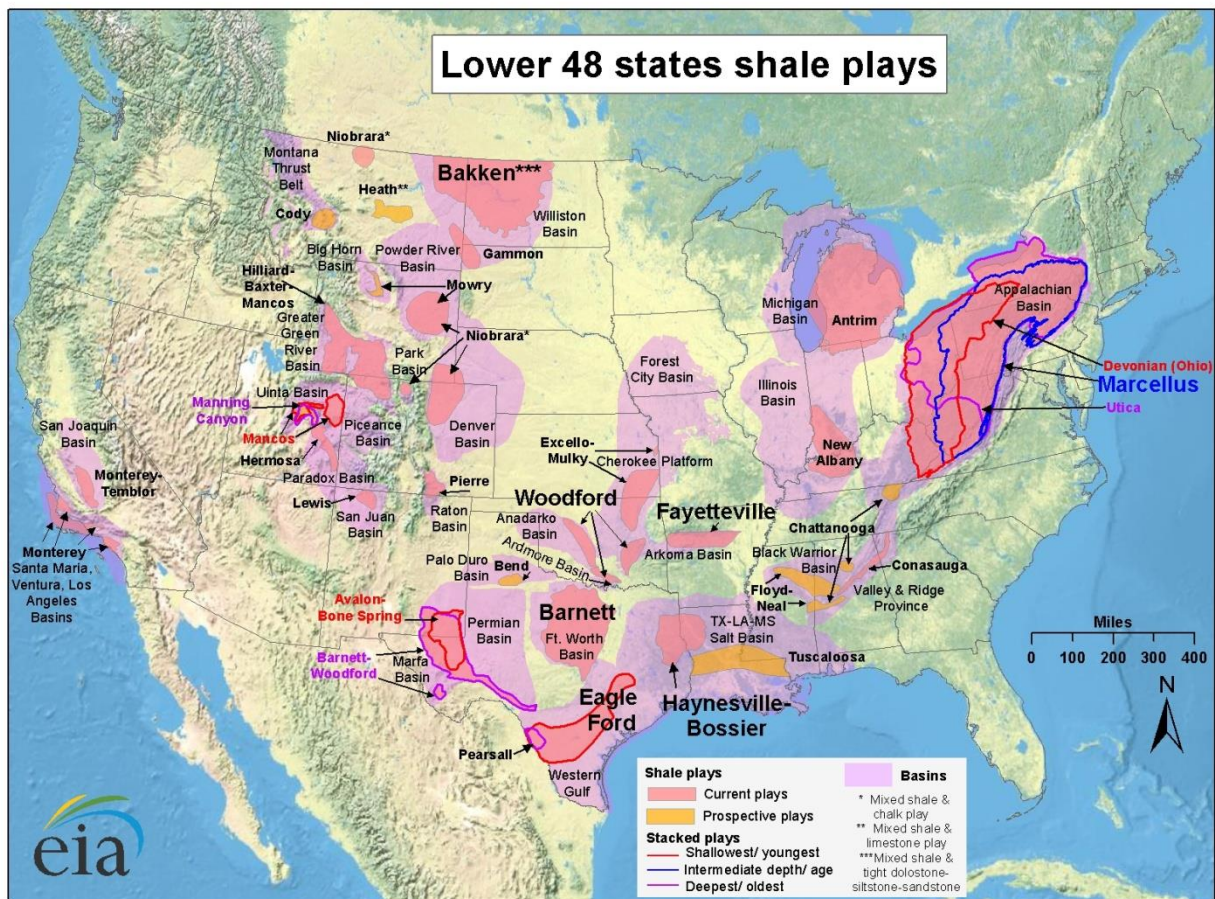 Lower 48 states shale plays
Niobrara*
Montana
Thrust
Belt
Bakken***
Heath**
Cody
Williston
Basin
Big Horn
Basin
Powder River
Basin
Gammon
Hilliard-
Baxter-
Mancos
Mowry
Greater
Green
River
Basin
Niobrara*
Park
Basin
Michigan
Basin
Antrim
Appalachian
Basin
Devonian (Ohio)
Marcellus
Utica
Forest
City Basin
Illinois
Basin
Uinta Basin
Manning
Canyon
Mancos
Piceance
Basin
Denver
Basin
San Joaquin
Basin
Hermosa
Excello-
Mulky
Cherokee Platform
New
Albany
Monterey-
Temblor
Paradox Basin
Pierre
Lewis
San Juan
Basin
Raton
Basin
Woodford
Anadarko
Basin
Fayetteville
Arkoma Basin
Chattanooga
Monterey
Santa Maria,
Ventura, Los
Angeles
Basins
Palo Duro
Basin
Bend
Ardmore Basin
Black Warrior
Basin
Conasauga
Floyd-
Neal
Valley & Ridge
Province
Avalon-
Bone Spring
Permian
Basin
Barnett
Ft. Worth
Basin
TX-LA-MS
Salt Basin
Tuscaloosa
Barnett-
Woodford
Marfa
Basin
Eagle
Ford
Haynesville-
Bossier
Pearsall
Western
Gulf
Miles
0 100 200 300 400
N
Shale plays
Current plays
Prospective plays
Stacked plays
Shallowest/ youngest
Intermediate depth/ age
Deepest/ oldest
Basins
* Mixed shale &
chalk play
** Mixed shale &
limestone play
***Mixed shale &
tight dolostone-
siltstone-sandstone
eia